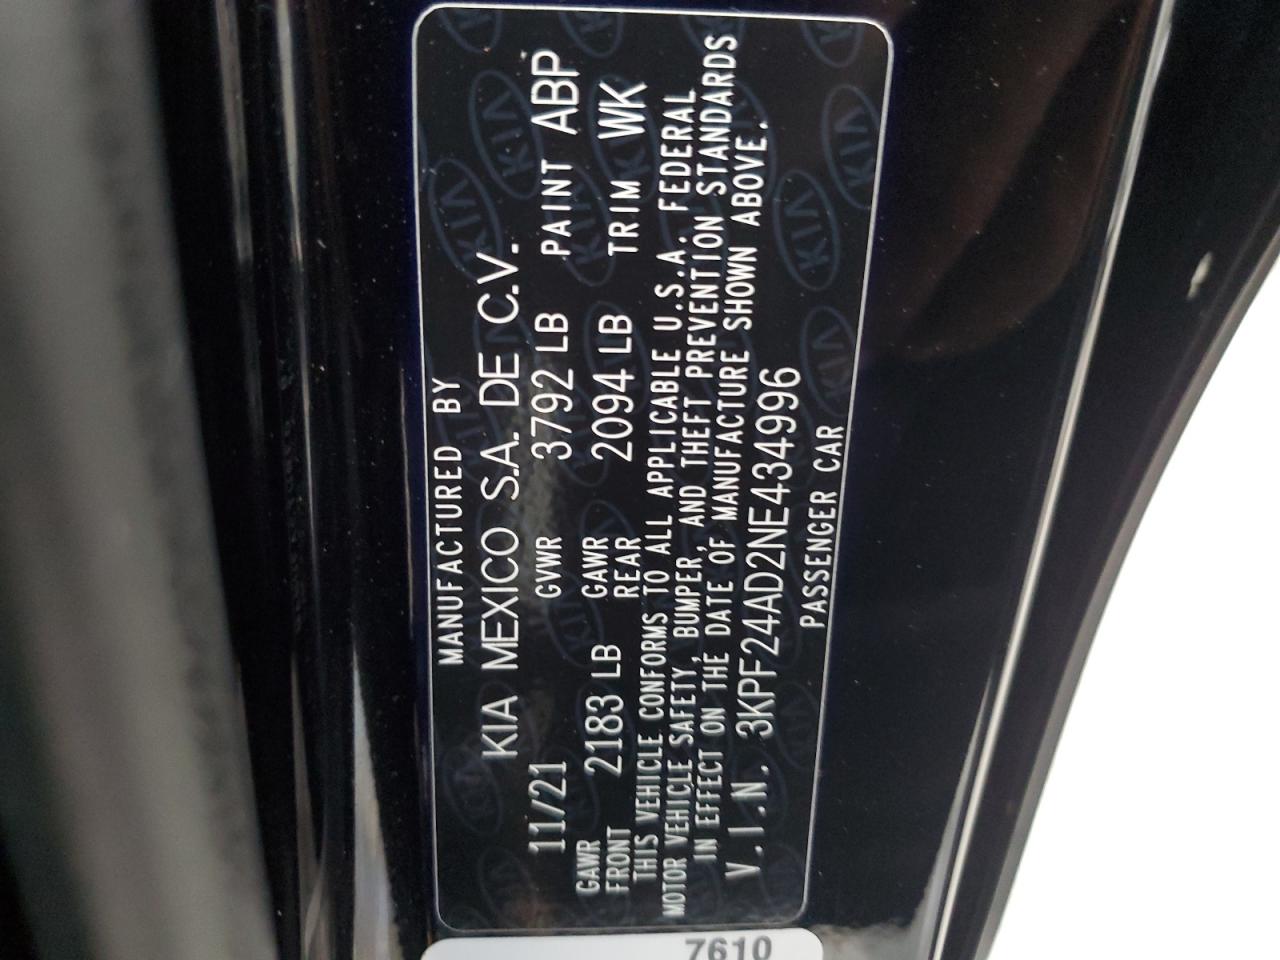 MANUFACTURED BY
KIA MEXICO S.A. DE C.V.
11/21 GVWR 3792 LB PAINT ABP
GAWR FRONT 2183 LB GAWR REAR 2094 LB TRIM WK
THIS VEHICLE CONFORMS TO ALL APPLICABLE U.S.A. FEDERAL
MOTOR VEHICLE SAFETY, BUMPER, AND THEFT PREVENTION STANDARDS
IN EFFECT ON THE DATE OF MANUFACTURE SHOWN ABOVE.
V.I.N. 3KPF24AD2NE434996
PASSENGER CAR
7610